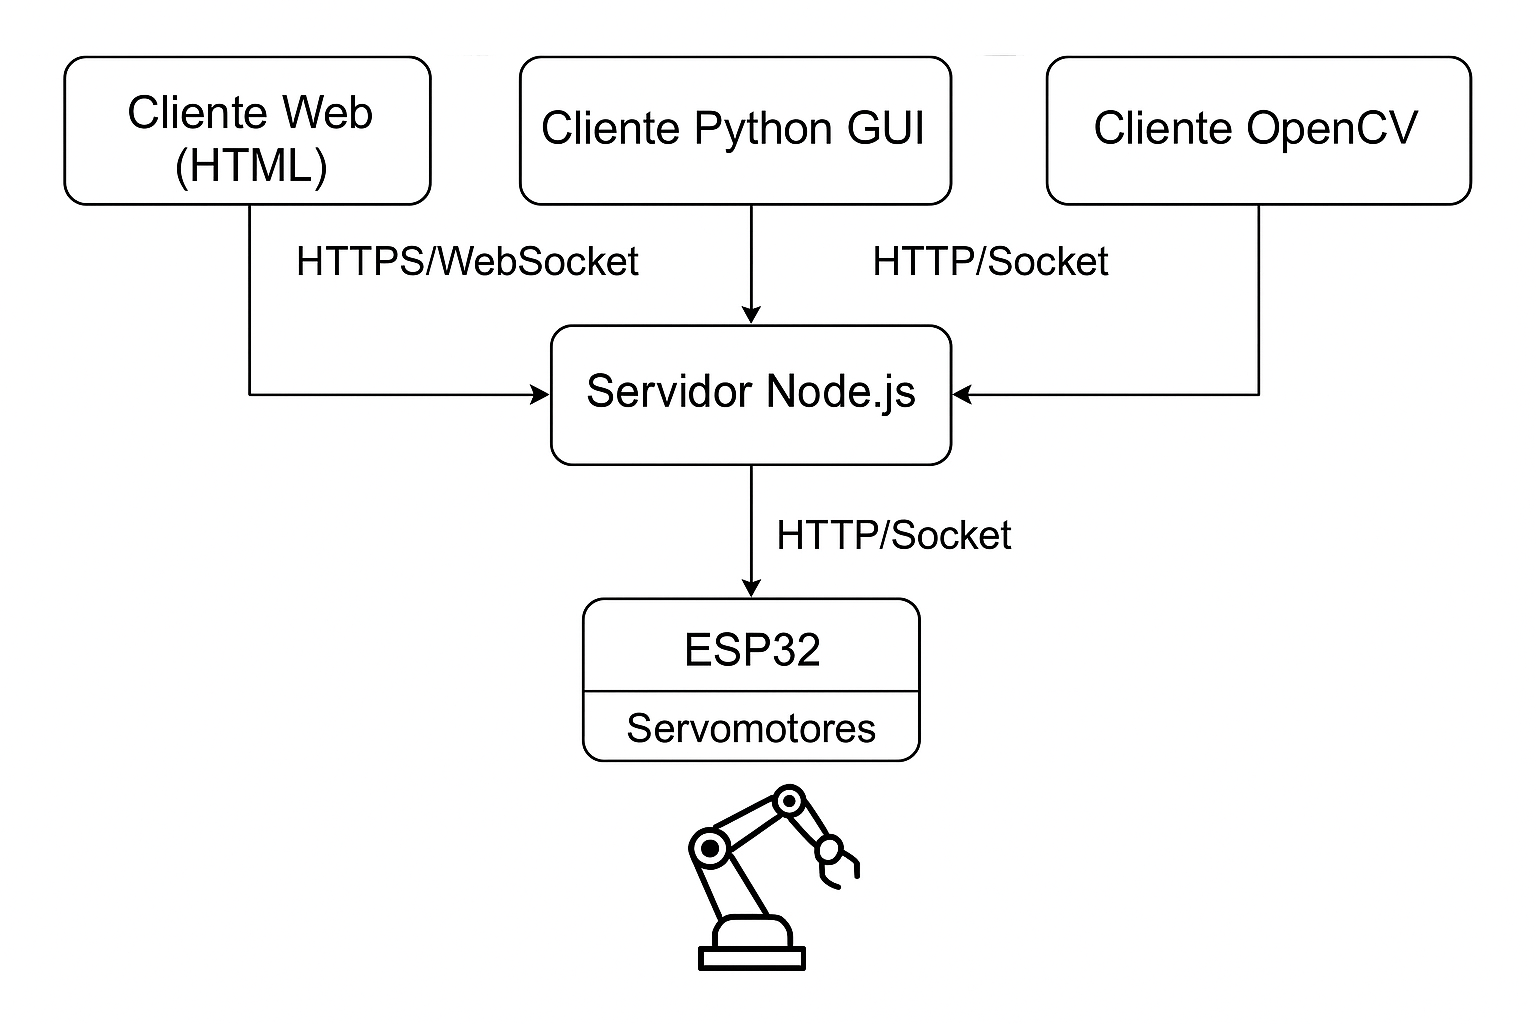 Cliente Web
(HTML)
Cliente Python GUI
Cliente OpenCV
HTTPS/WebSocket
HTTP/Socket
Servidor Node.js
HTTP/Socket
ESP32
Servomotores